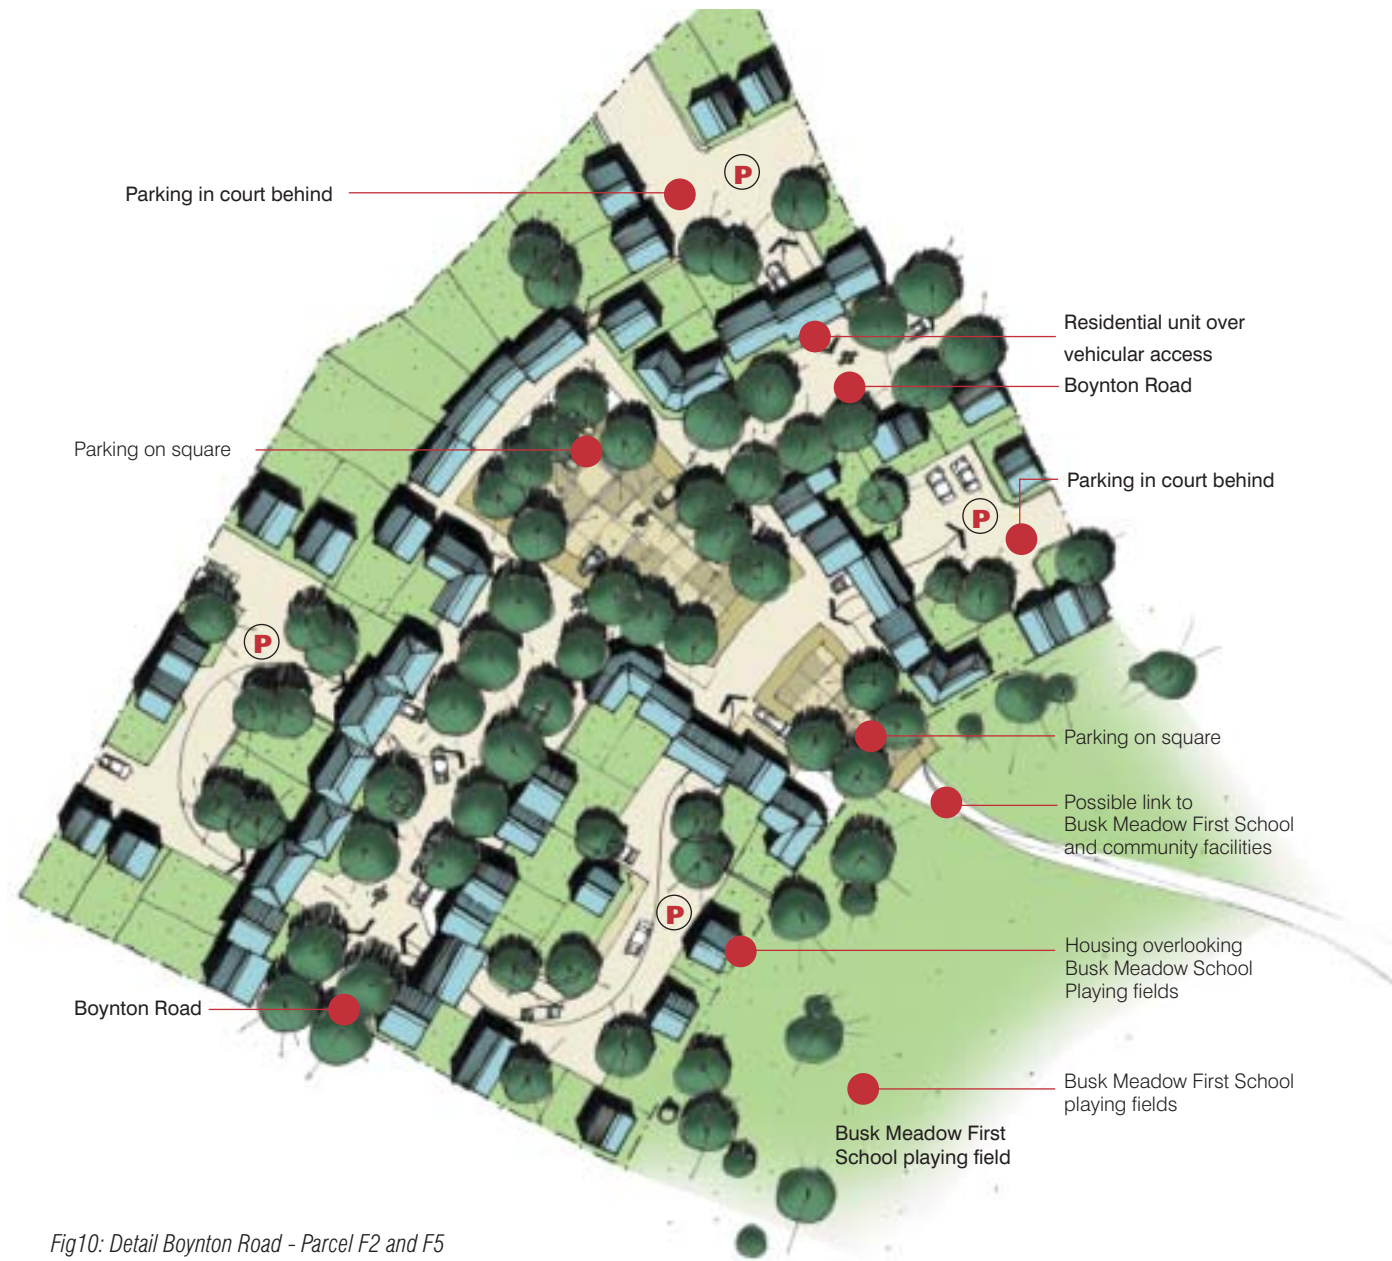 P
Parking in court behind
Residential unit over
vehicular access
Boynton Road
Parking on square
Parking in court behind
P
P
Parking on square
Possible link to
Busk Meadow First School
and community facilities
P
Housing overlooking
Busk Meadow School
Playing fields
Boynton Road
Busk Meadow First School
playing fields
Busk Meadow First
School playing field
Fig10: Detail Boynton Road - Parcel F2 and F5